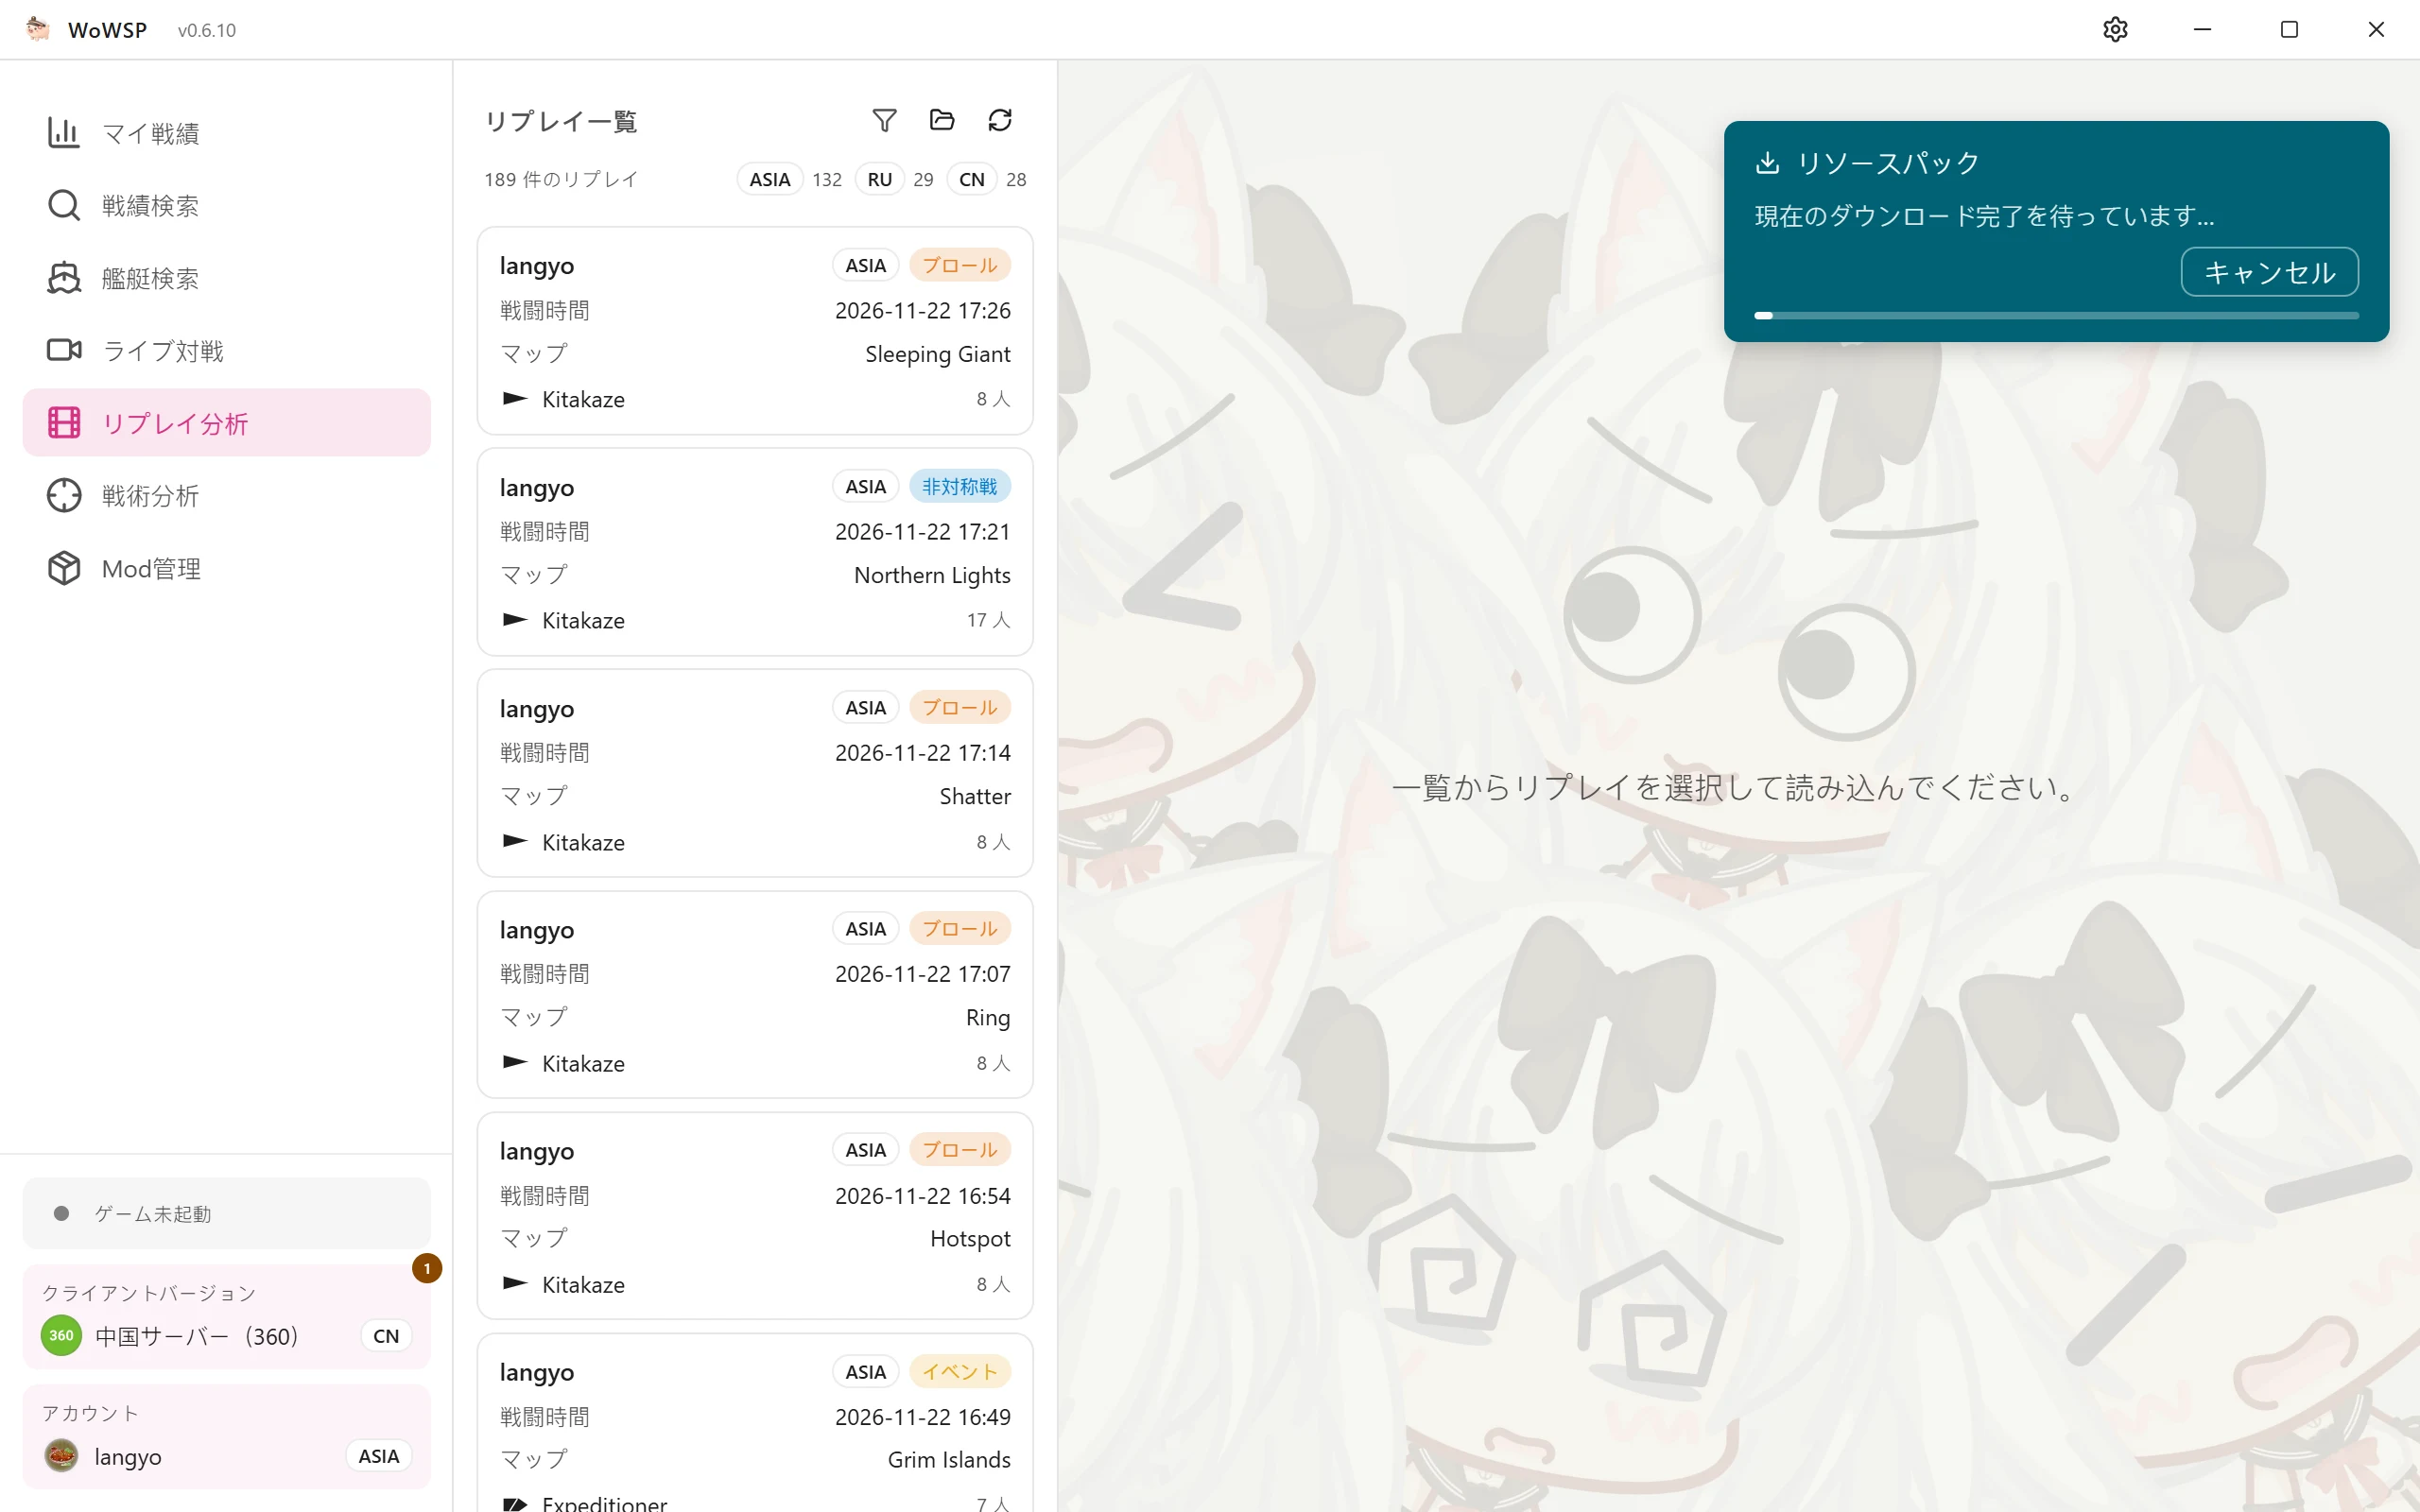 WoWSP v0.6.10
マイ戦績
戦績検索
艦艇検索
ライブ対戦
リプレイ分析
戦術分析
Mod管理
ゲーム未起動
1
クライアントバージョン
360 中国サーバー（360） CN
アカウント
langyo ASIA
リプレイ一覧
189 件のリプレイ ASIA 132 RU 29 CN 28
langyo ASIA ブロール
戦闘時間 2026-11-22 17:26
マップ Sleeping Giant
Kitakaze 8 人
langyo ASIA 非対称戦
戦闘時間 2026-11-22 17:21
マップ Northern Lights
Kitakaze 17 人
langyo ASIA ブロール
戦闘時間 2026-11-22 17:14
マップ Shatter
Kitakaze 8 人
langyo ASIA ブロール
戦闘時間 2026-11-22 17:07
マップ Ring
Kitakaze 8 人
langyo ASIA ブロール
戦闘時間 2026-11-22 16:54
マップ Hotspot
Kitakaze 8 人
langyo ASIA イベント
戦闘時間 2026-11-22 16:49
マップ Grim Islands
Expeditioner 7 人
リソースパック
現在のダウンロード完了を待っています...
キャンセル
一覧からリプレイを選択して読み込んでください。